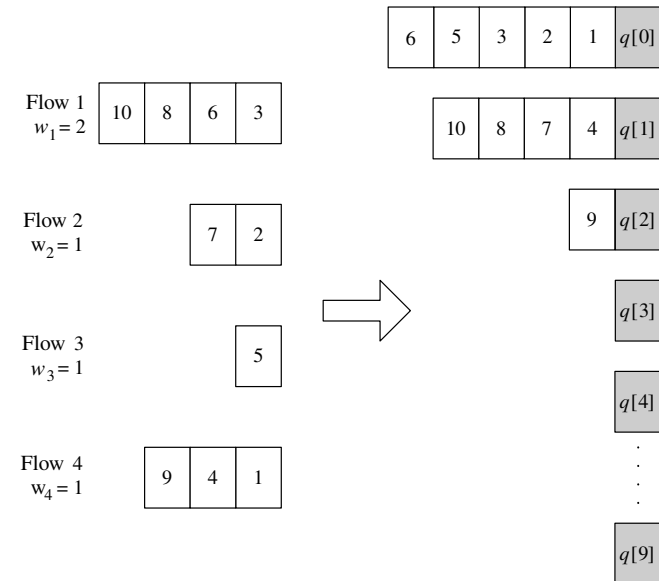 Flow 1
w₁ = 2
10 8 6 3
Flow 2
w₂ = 1
7 2
Flow 3
w₃ = 1
5
Flow 4
w₄ = 1
9 4 1
6 5 3 2 1 q[0]
10 8 7 4 q[1]
9 q[2]
q[3]
q[4]
. . . .
q[9]